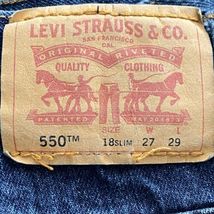 LEVI STRAUSS & CO.
SAN FRANCISCO
CAL
ORIGINAL RIVETED
QUALITY CLOTHING
PATENTED
SIZE W L
550™ 18SLIM 27 29